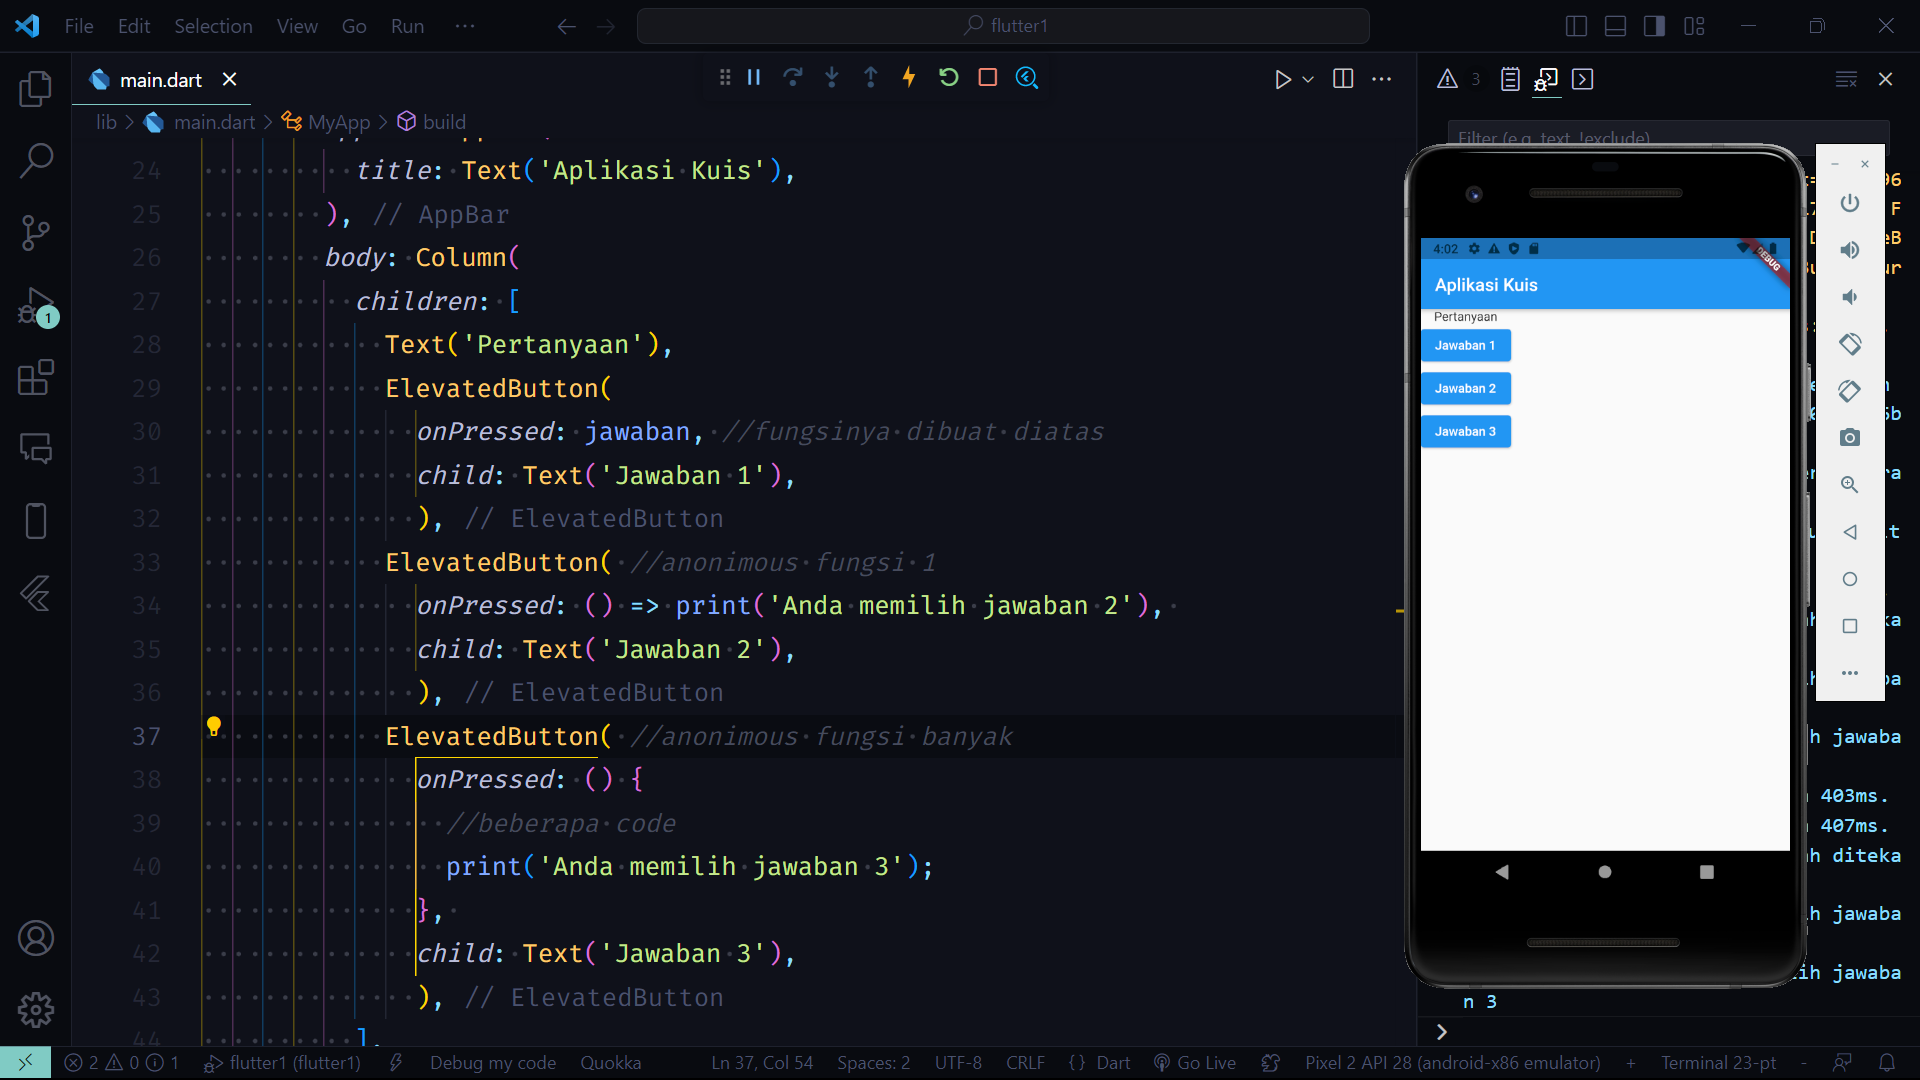 File Edit Selection View Go Run ···
flutter1
main.dart
3
lib > main.dart > MyApp > build
Filter (e.g. text, !exclude)
24 title: Text('Aplikasi Kuis'),
25 ), // AppBar
26 body: Column(
27 children: [
28 Text('Pertanyaan'),
29 ElevatedButton(
30 onPressed: jawaban, //fungsinya dibuat diatas
31 child: Text('Jawaban 1'),
32 ), // ElevatedButton
33 ElevatedButton( //anonimous fungsi 1
34 onPressed: () => print('Anda memilih jawaban 2'),
35 child: Text('Jawaban 2'),
36 ), // ElevatedButton
37 ElevatedButton( //anonimous fungsi banyak
38 onPressed: () {
39 //beberapa code
40 print('Anda memilih jawaban 3');
41 },
42 child: Text('Jawaban 3'),
43 ), // ElevatedButton
44 ],
1
4:02
DEBUG
Aplikasi Kuis
Pertanyaan
Jawaban 1
Jawaban 2
Jawaban 3
h jawaba
403ms.
407ms.
h diteka
h jawaba
ih jawaba
n 3
2 0 1 flutter1 (flutter1) Debug my code Quokka Ln 37, Col 54 Spaces: 2 UTF-8 CRLF {} Dart Go Live Pixel 2 API 28 (android-x86 emulator) + Terminal 23-pt -